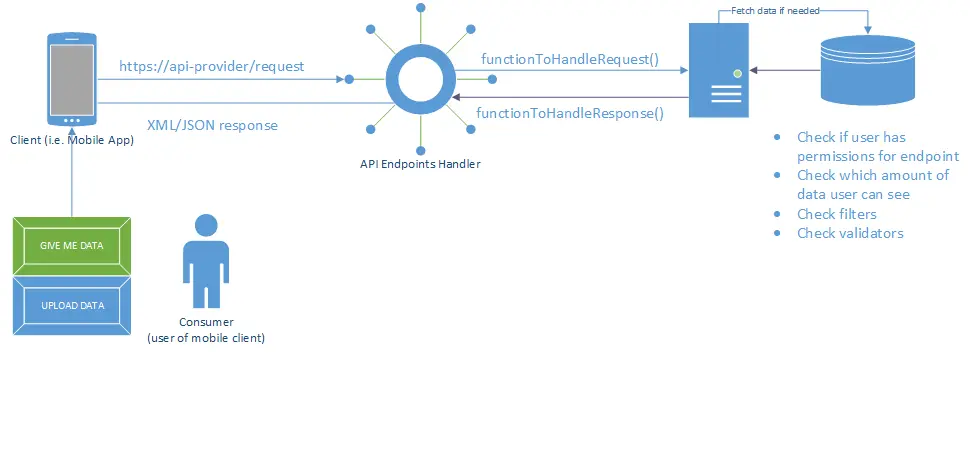 Fetch data if needed
https://api-provider/request
functionToHandleRequest()
functionToHandleResponse()
XML/JSON response
Client (i.e. Mobile App)
API Endpoints Handler
Check if user has
permissions for endpoint
Check which amount of
data user can see
Check filters
Check validators
GIVE ME DATA
UPLOAD DATA
Consumer
(user of mobile client)